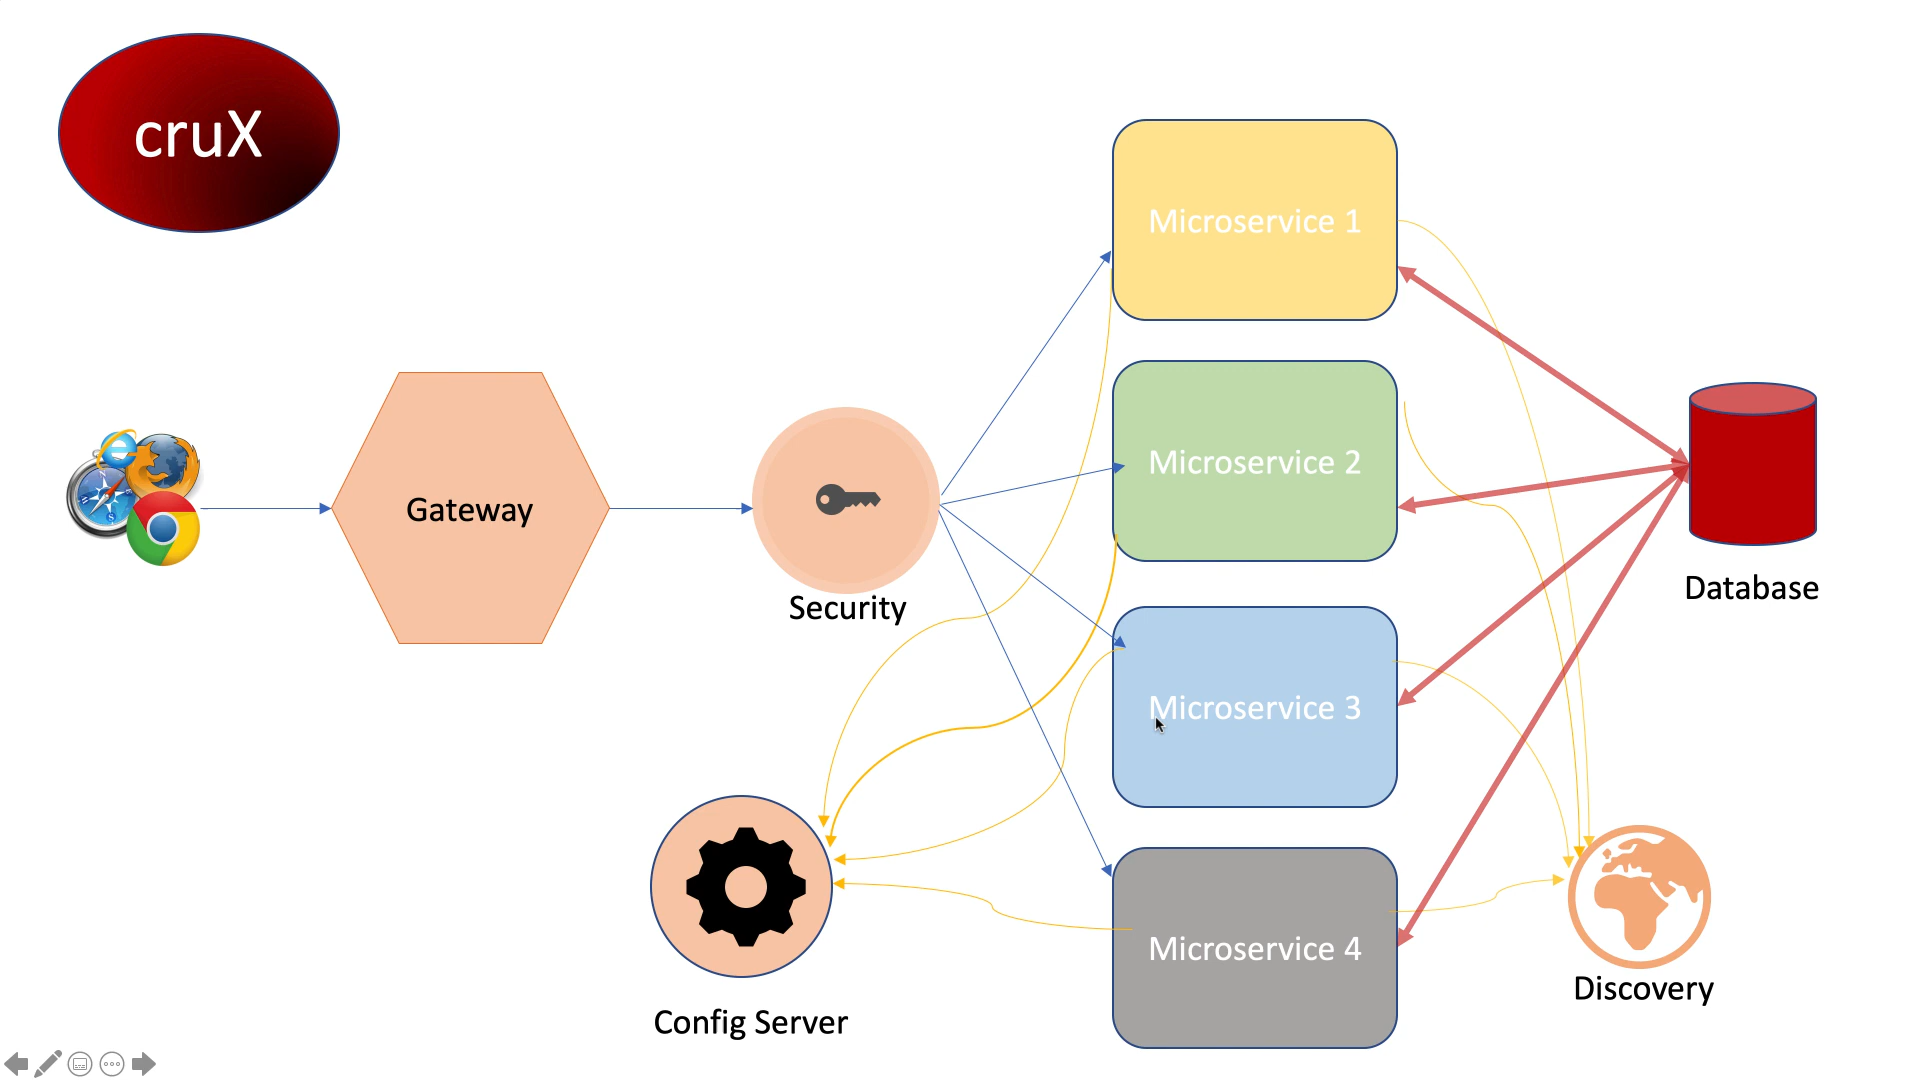 cruX
Microservice 1
Microservice 2
Gateway
Security
Database
Microservice 3
Microservice 4
Discovery
Config Server